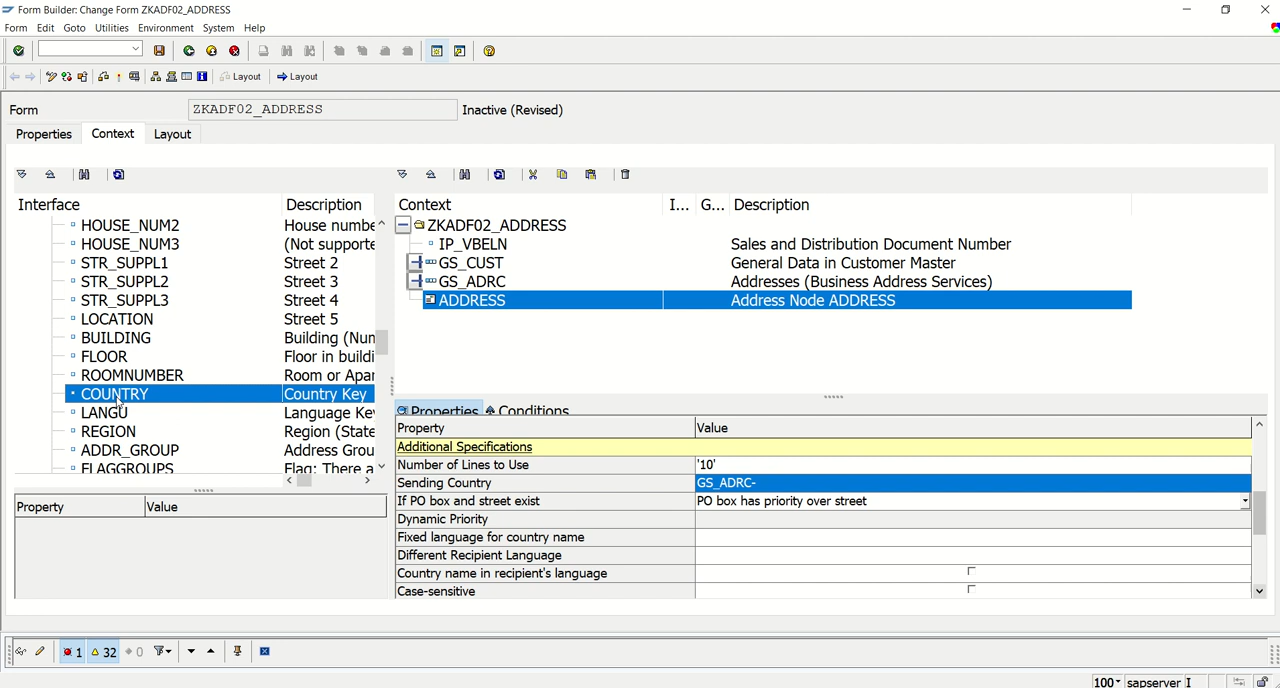 Form Builder: Change Form ZKADF02_ADDRESS
Form Edit Goto Utilities Environment System Help
Layout Layout
Form ZKADF02_ADDRESS Inactive (Revised)
Properties Context Layout
Interface Description
HOUSE_NUM2 House numbe
HOUSE_NUM3 (Not supporte
STR_SUPPL1 Street 2
STR_SUPPL2 Street 3
STR_SUPPL3 Street 4
LOCATION Street 5
BUILDING Building (Num
FLOOR Floor in buildi
ROOMNUMBER Room or Apar
COUNTRY Country Key
LANGU Language Key
REGION Region (State
ADDR_GROUP Address Grou
FLAGGROUPS Flag: There a
Property Value
Context I... G... Description
ZKADF02_ADDRESS
IP_VBELN Sales and Distribution Document Number
GS_CUST General Data in Customer Master
GS_ADRC Addresses (Business Address Services)
ADDRESS Address Node ADDRESS
Properties Conditions
Property Value
Additional Specifications
Number of Lines to Use '10'
Sending Country GS_ADRC-
If PO box and street exist PO box has priority over street
Dynamic Priority
Fixed language for country name
Different Recipient Language
Country name in recipient's language
Case-sensitive
1 32 0
100 sapserver I